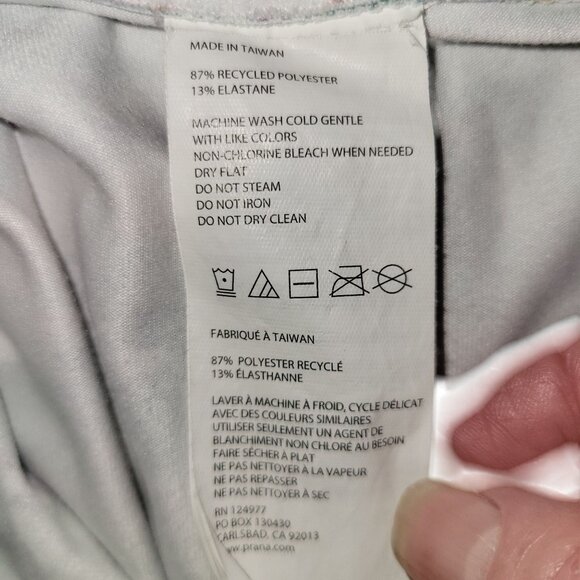 MADE IN TAIWAN
87% RECYCLED POLYESTER
13% ELASTANE
MACHINE WASH COLD GENTLE
WITH LIKE COLORS
NON-CHLORINE BLEACH WHEN NEEDED
DRY FLAT
DO NOT STEAM
DO NOT IRON
DO NOT DRY CLEAN
FABRIQUÉ À TAIWAN
87% POLYESTER RECYCLÉ
13% ÉLASTHANNE
LAVER À MACHINE À FROID, CYCLE DÉLICAT
AVEC DES COULEURS SIMILAIRES
UTILISER SEULEMENT UN AGENT DE
BLANCHIMENT NON CHLORÉ AU BESOIN
FAIRE SÉCHER À PLAT
NE PAS NETTOYER À LA VAPEUR
NE PAS REPASSER
NE PAS NETTOYER À SEC
RN 124977
PO BOX 130430
CARLSBAD, CA 92013
www.prana.com